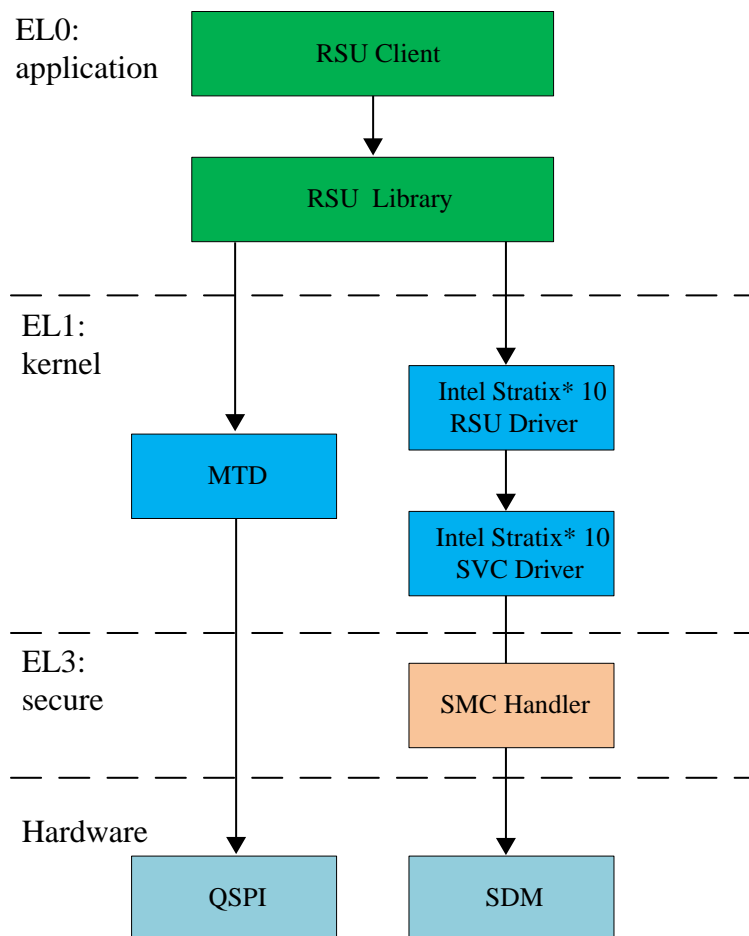 EL0:
application
RSU Client
RSU Library
EL1:
kernel
Intel Stratix* 10
RSU Driver
MTD
Intel Stratix* 10
SVC Driver
EL3:
secure
SMC Handler
Hardware
QSPI
SDM